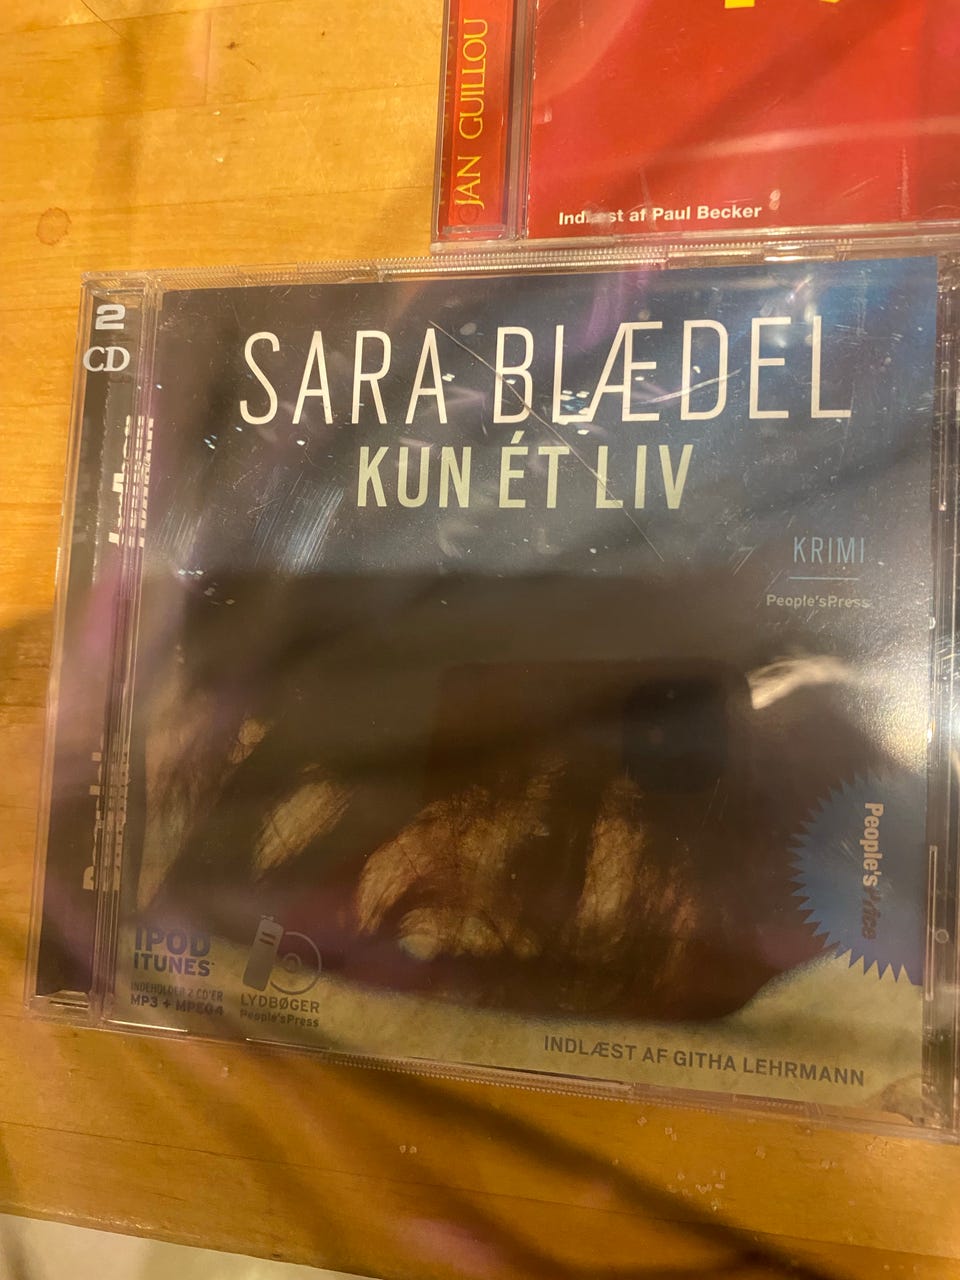 JAN GUILLOU
Indlæst af Paul Becker
2
CD
SARA BLÆDEL
KUN ÉT LIV
KRIMI
People'sPress
People's
IPOD
ITUNES
INDEHOLDER 2 CD'ER
MP3 + MPEG4
LYDBØGER
People'sPress
INDLÆST AF GITHA LEHRMANN